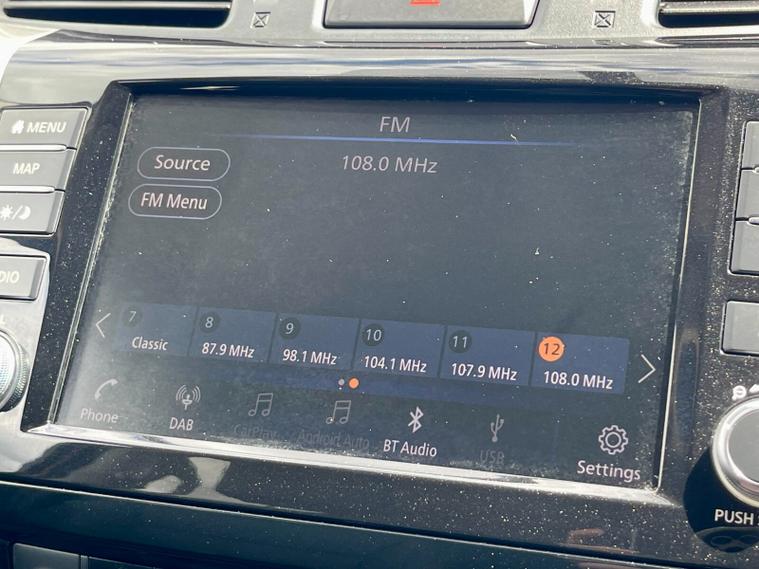 FM
MENU
Source
108.0 MHz
MAP
FM Menu
7
8
9
10
11
12
Classic
87.9 MHz
98.1 MHz
104.1 MHz
107.9 MHz
108.0 MHz
Phone
DAB
CarPlay
Android Auto
BT Audio
USB
Settings
PUSH